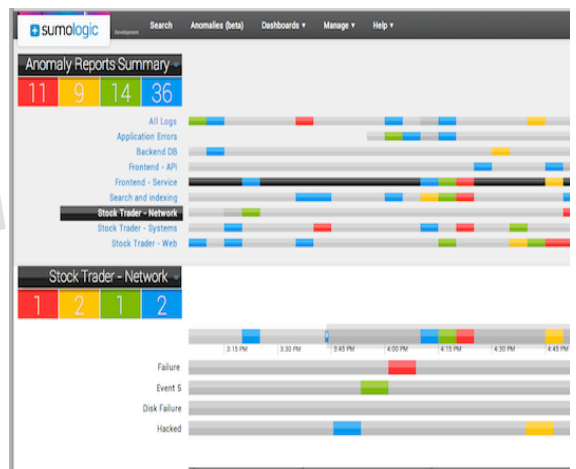 sumologic
Development
Search Anomalies (beta) Dashboards Manage Help
Anomaly Reports Summary
11 9 14 36
All Logs
Application Errors
Backend DB
Frontend - API
Frontend - Service
Search and indexing
Stock Trader - Network
Stock Trader - Systems
Stock Trader - Web
Stock Trader - Network
1 2 1 2
3:15 PM 3:30 PM 3:45 PM 4:00 PM 4:15 PM 4:30 PM 4:45 PM
Failure
Event 5
Disk Failure
Hacked